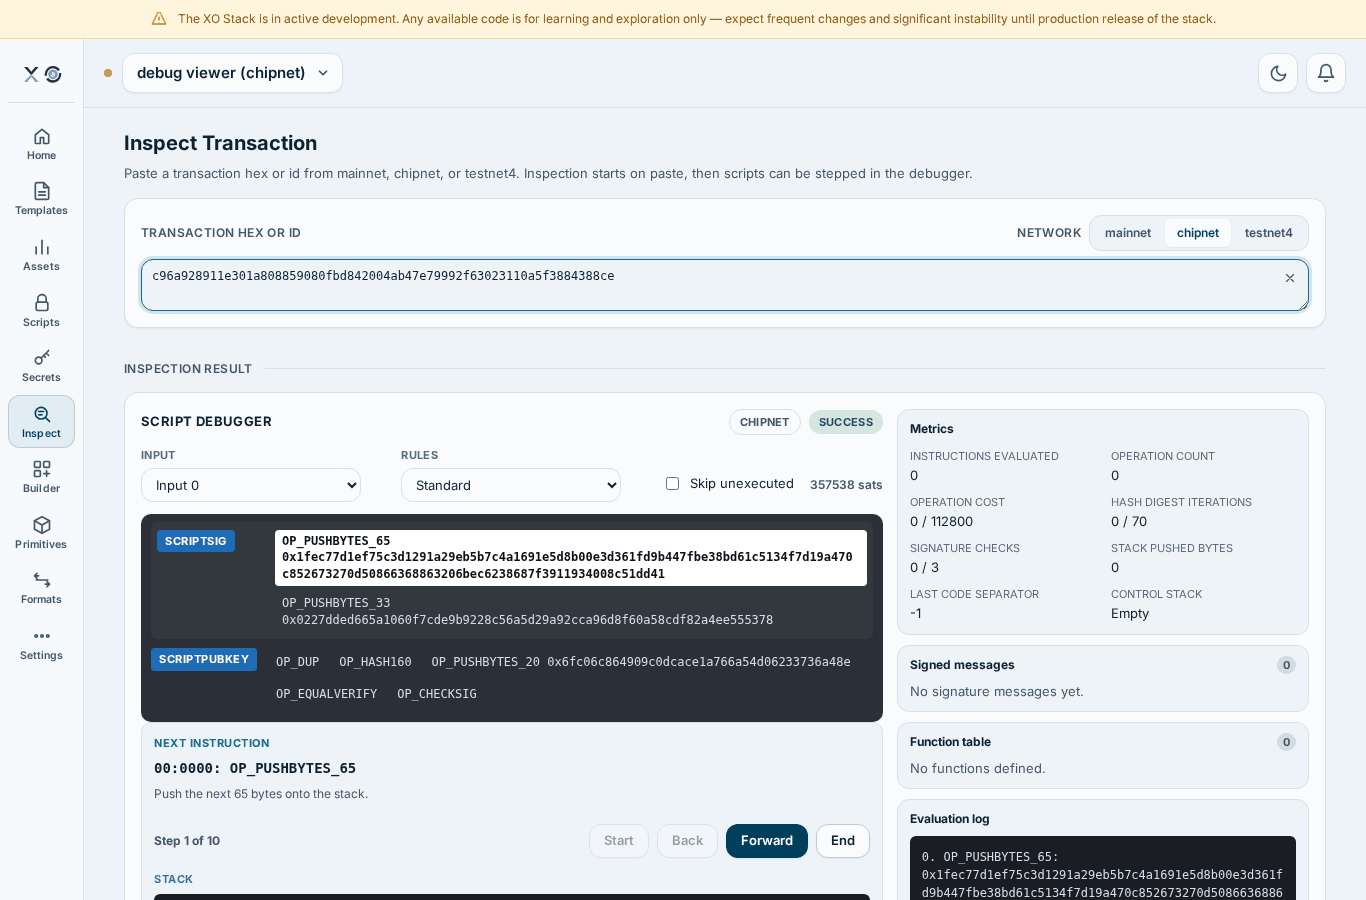 The XO Stack is in active development. Any available code is for learning and exploration only — expect frequent changes and significant instability until production release of the stack.
XO
debug viewer (chipnet)
Home
Templates
Assets
Scripts
Secrets
Inspect
Builder
Primitives
Formats
Settings
Inspect Transaction
Paste a transaction hex or id from mainnet, chipnet, or testnet4. Inspection starts on paste, then scripts can be stepped in the debugger.
TRANSACTION HEX OR ID
NETWORK mainnet chipnet testnet4
c96a928911e301a808859080fbd842004ab47e79992f63023110a5f3884388ce
INSPECTION RESULT
SCRIPT DEBUGGER
CHIPNET SUCCESS
INPUT
RULES
Input 0
Standard
Skip unexecuted
357538 sats
SCRIPTSIG
OP_PUSHBYTES_65
0x1fec77d1ef75c3d1291a29eb5b7c4a1691e5d8b00e3d361fd9b447fbe38bd61c5134f7d19a470
c852673270d50866368863206bec6238687f3911934008c51dd41
OP_PUSHBYTES_33
0x0227dded665a1060f7cde9b9228c56a5d29a92cca96d8f60a58cdf82a4ee555378
SCRIPTPUBKEY
OP_DUP OP_HASH160 OP_PUSHBYTES_20 0x6fc06c864909c0dcace1a766a54d06233736a48e
OP_EQUALVERIFY OP_CHECKSIG
NEXT INSTRUCTION
00:0000: OP_PUSHBYTES_65
Push the next 65 bytes onto the stack.
Step 1 of 10
Start Back Forward End
STACK
Metrics
INSTRUCTIONS EVALUATED
0
OPERATION COUNT
0
OPERATION COST
0 / 112800
HASH DIGEST ITERATIONS
0 / 70
SIGNATURE CHECKS
0 / 3
STACK PUSHED BYTES
0
LAST CODE SEPARATOR
-1
CONTROL STACK
Empty
Signed messages 0
No signature messages yet.
Function table 0
No functions defined.
Evaluation log
0. OP_PUSHBYTES_65:
0x1fec77d1ef75c3d1291a29eb5b7c4a1691e5d8b00e3d361f
d9b447fbe38bd61c5134f7d19a470c852673270d5086636886